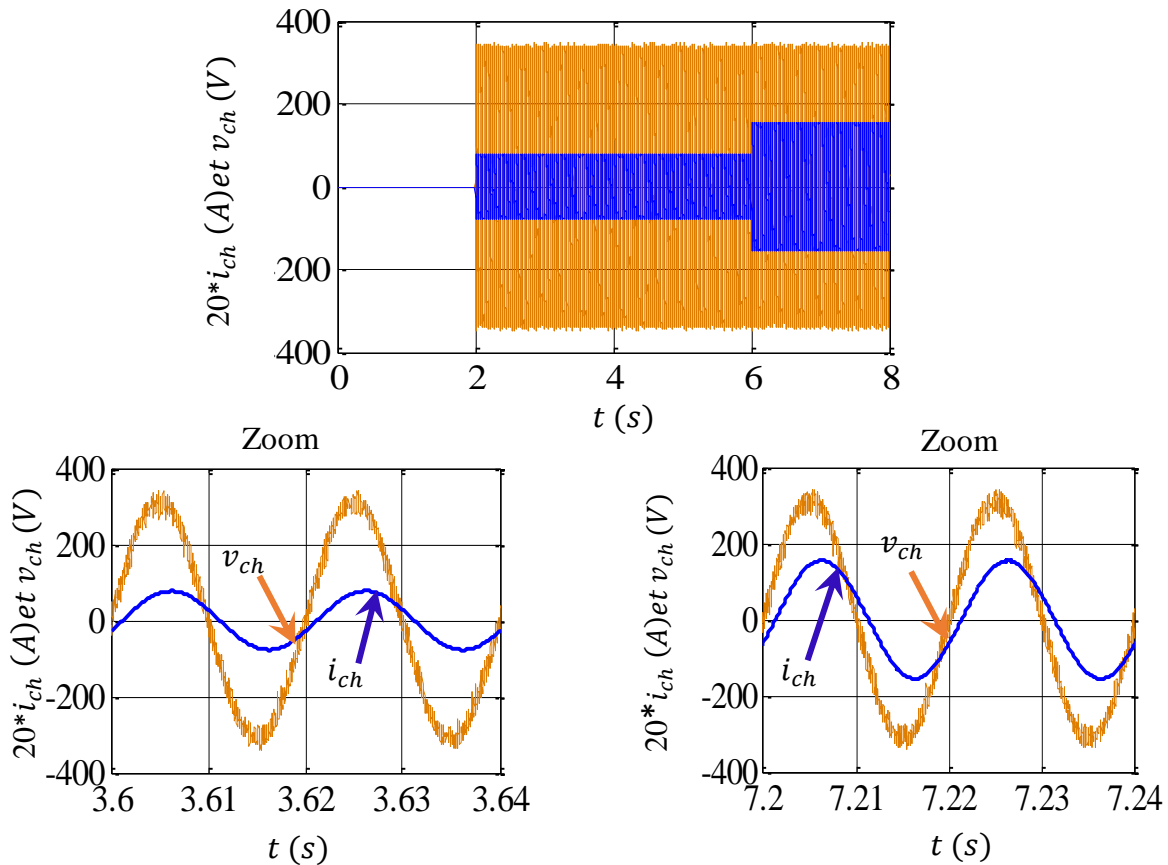 400
200
0
-200
-400
20*i_ch (A)et v_ch (V)
0 2 4 6 8
t (s)
Zoom
400
200
0
-200
-400
20*i_ch (A)et v_ch (V)
v_ch
i_ch
3.6 3.61 3.62 3.63 3.64
t (s)
Zoom
400
200
0
-200
-400
20*i_ch (A)et v_ch (V)
v_ch
i_ch
7.2 7.21 7.22 7.23 7.24
t (s)